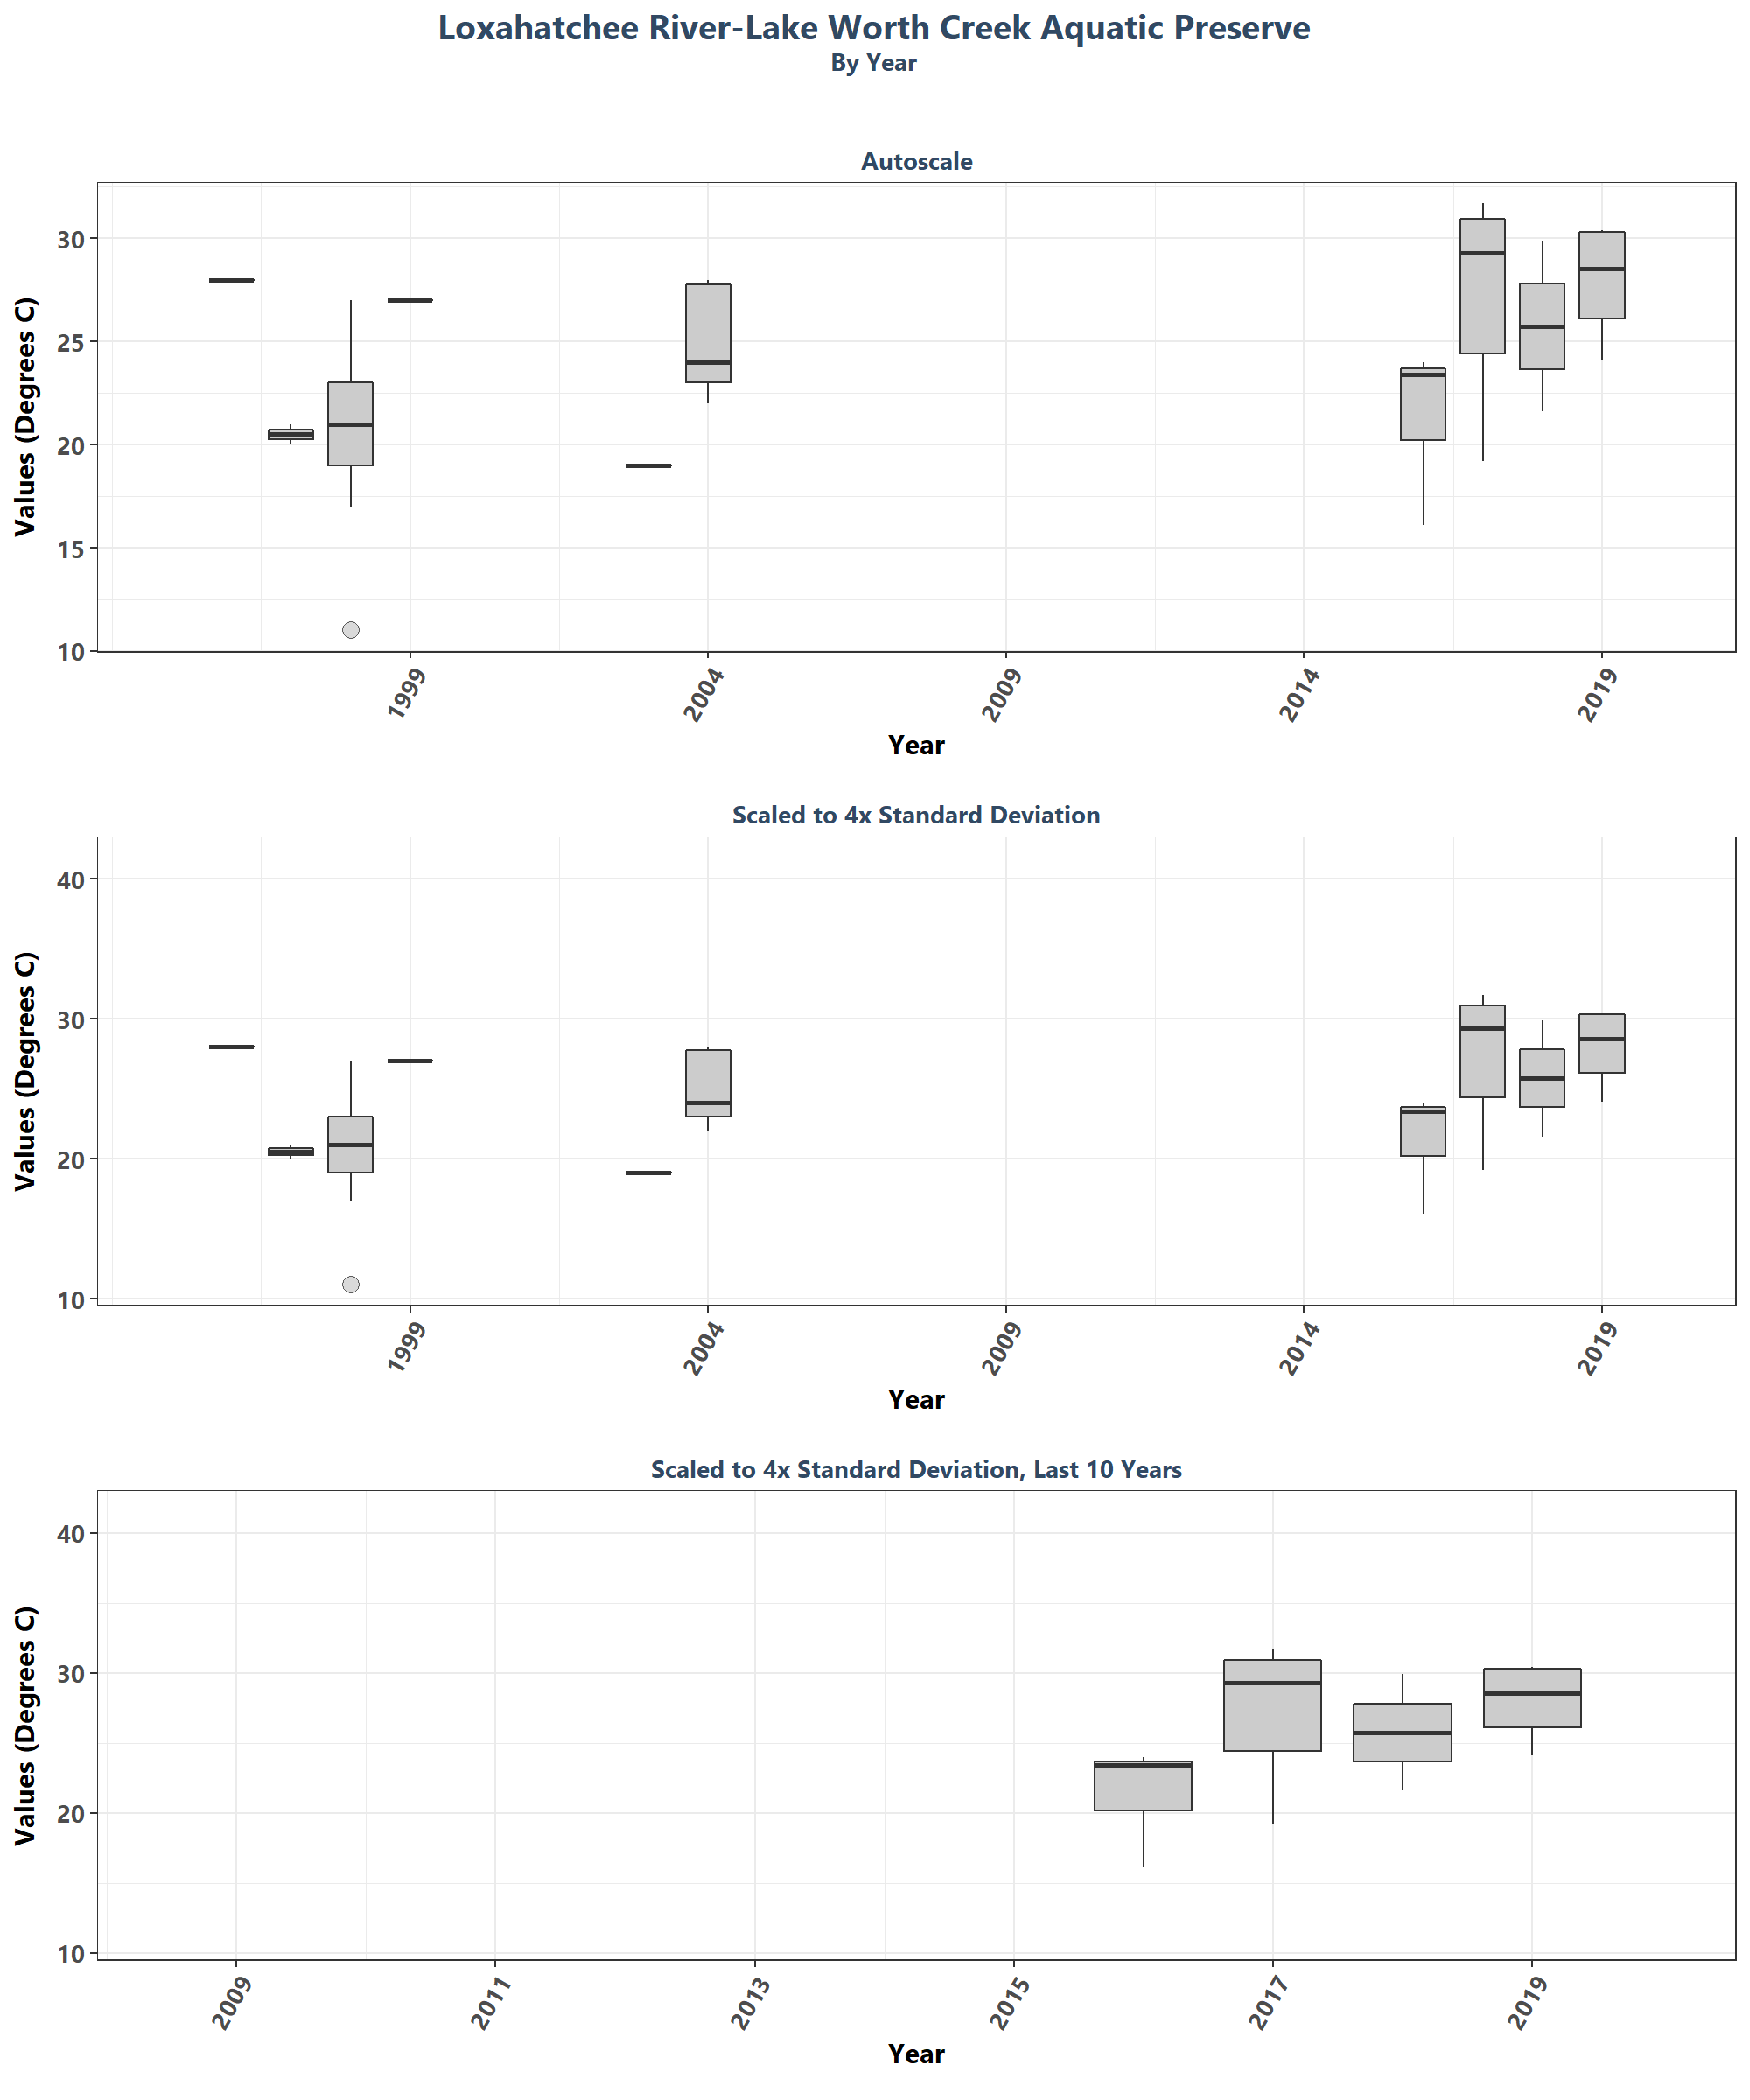 Loxahatchee River-Lake Worth Creek Aquatic Preserve
By Year
Autoscale
Values (Degrees C)
30
25
20
15
10
1999
2004
2009
2014
2019
Year
Scaled to 4x Standard Deviation
Values (Degrees C)
40
30
20
10
1999
2004
2009
2014
2019
Year
Scaled to 4x Standard Deviation, Last 10 Years
Values (Degrees C)
40
30
20
10
2009
2011
2013
2015
2017
2019
Year